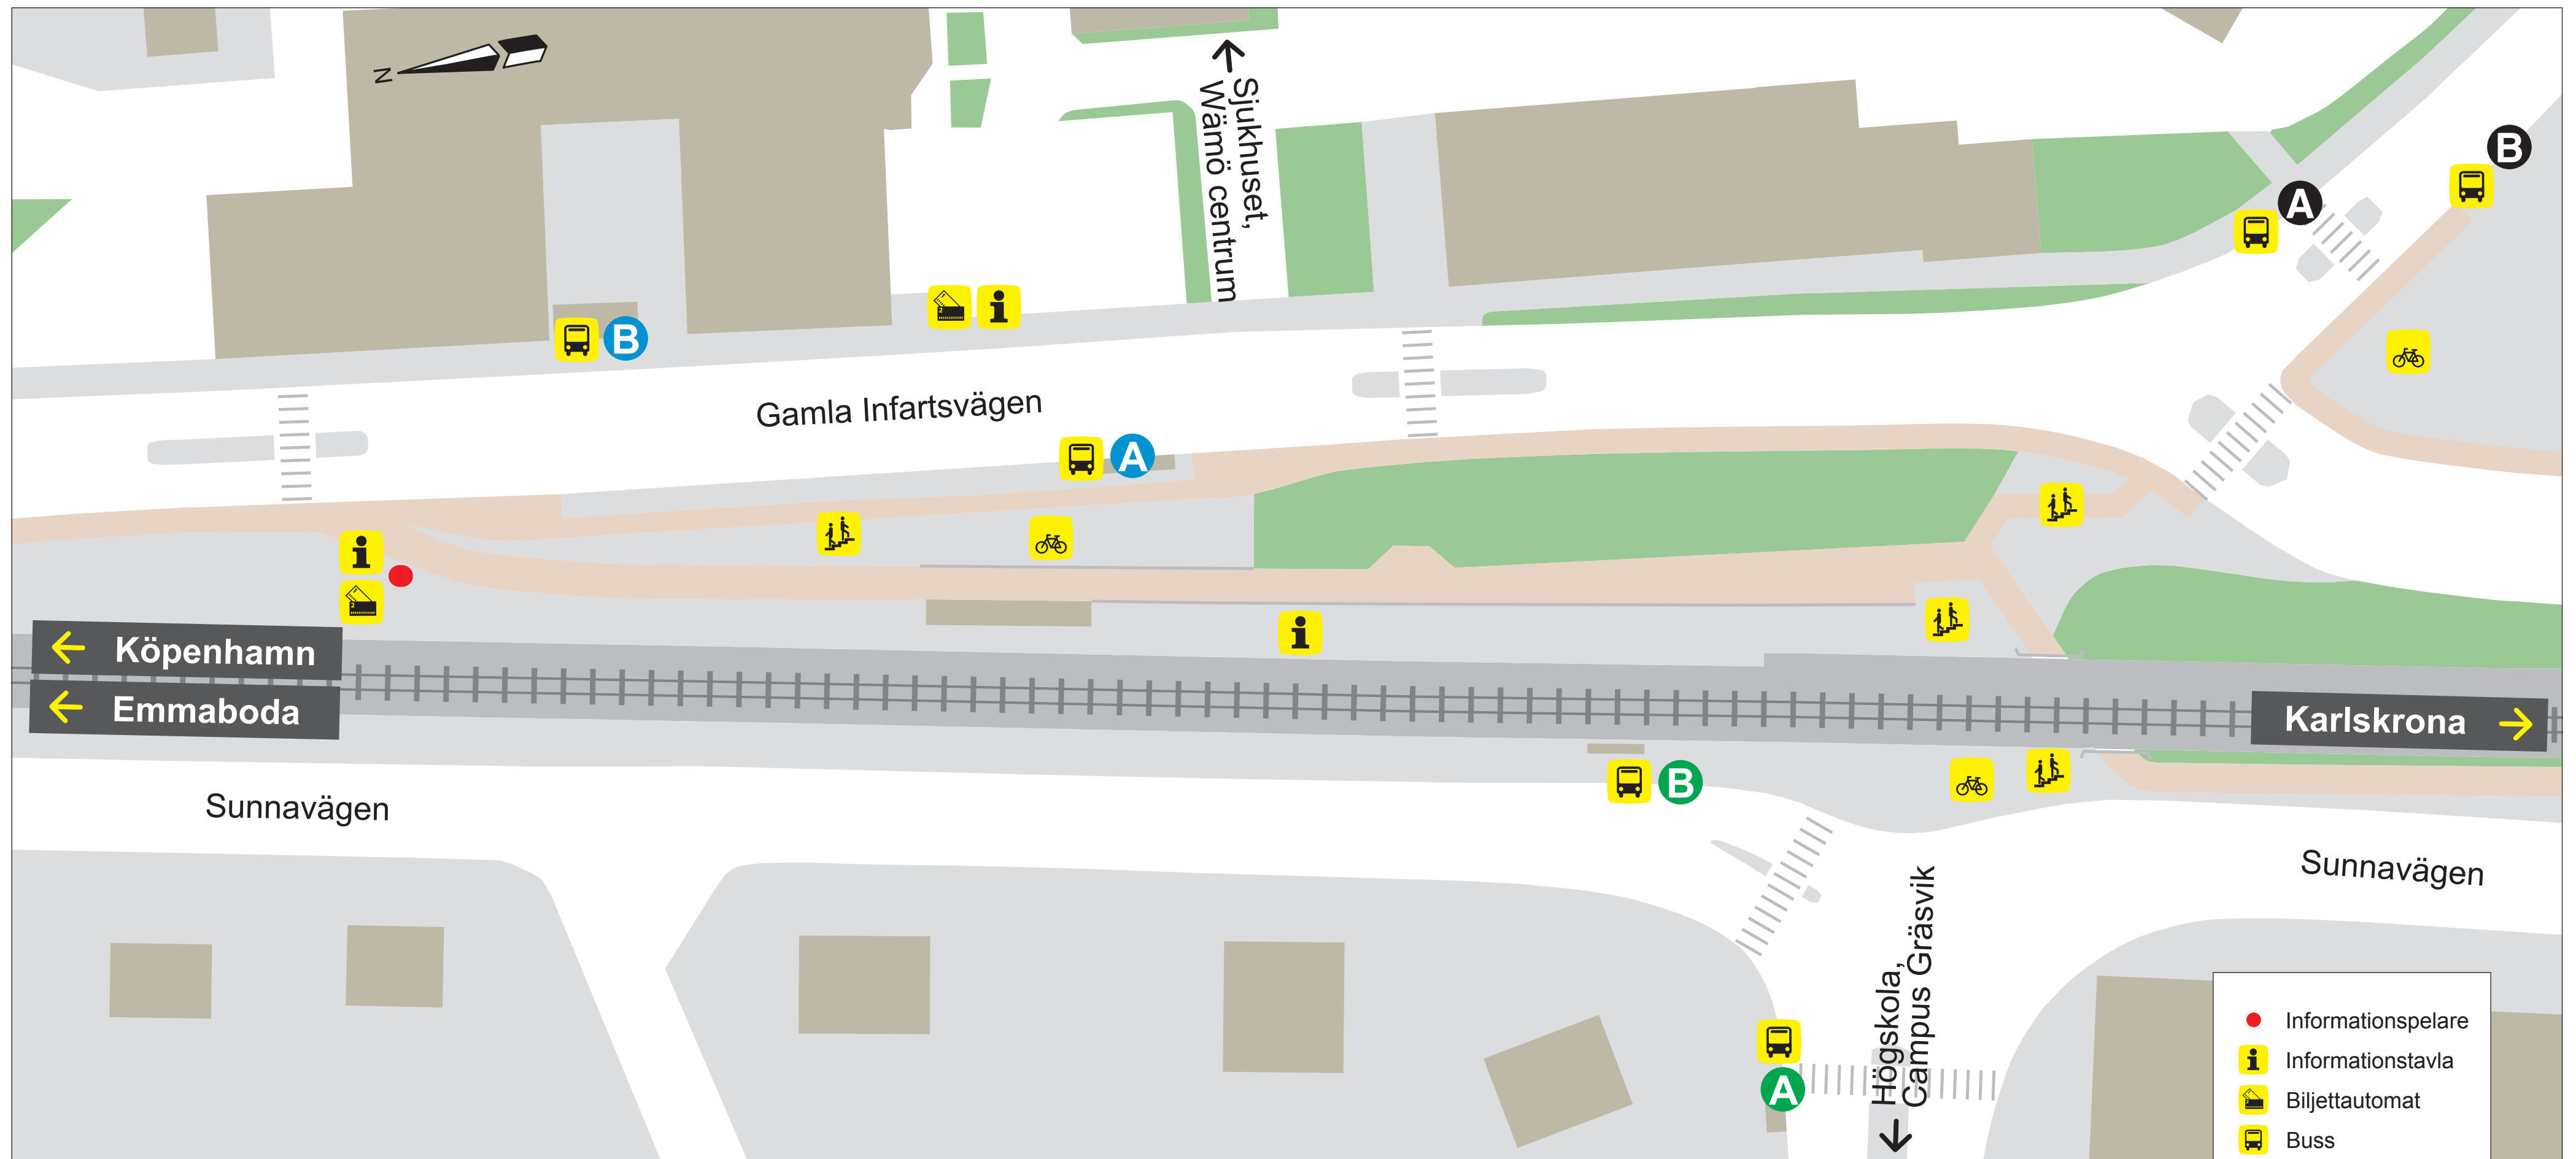 N
Sjukhuset,
Wämö centrum
B
A
B
Gamla Infartsvägen
A
Köpenhamn
Emmaboda
Karlskrona
B
Sunnavägen
Sunnavägen
Högskola,
Campus Gräsvik
A
Informationspelare
Informationstavla
Biljettautomat
Buss